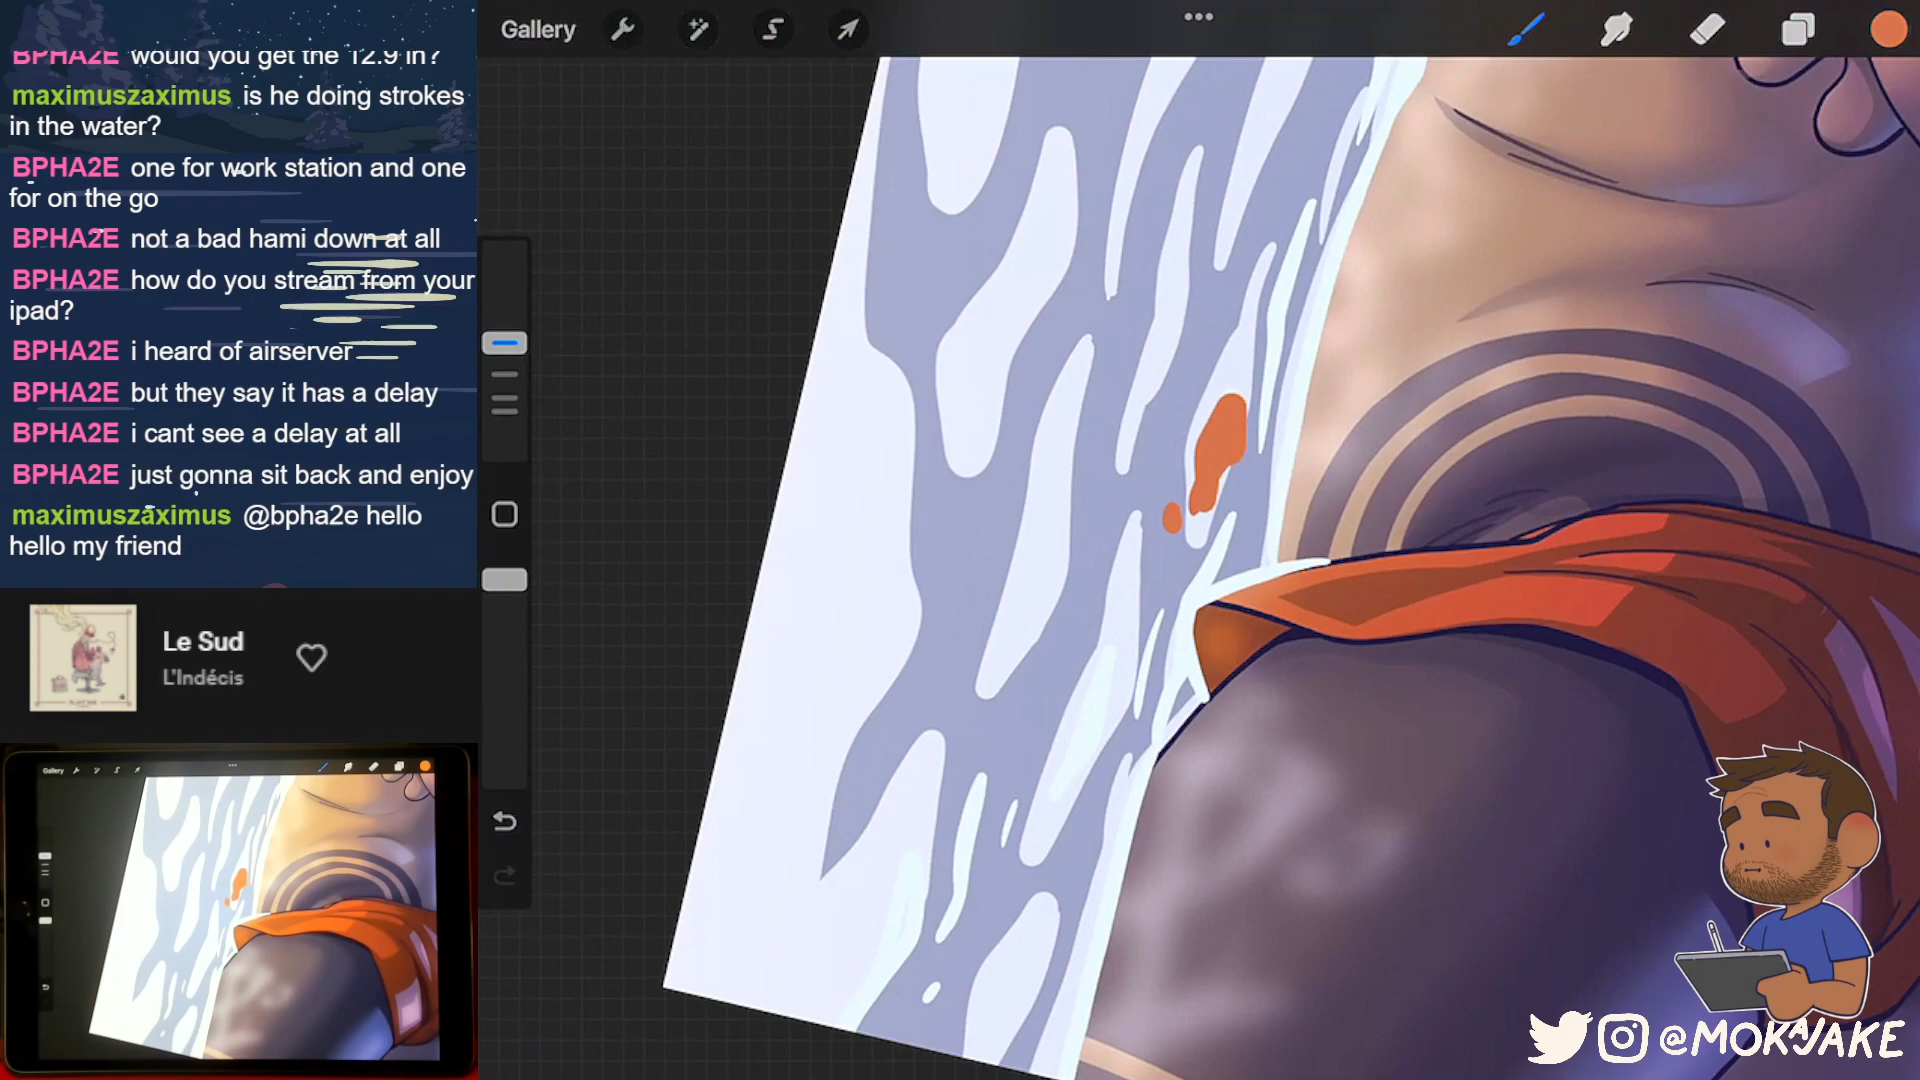 Gallery
BPHA2E would you get the 12.9 in?
maximuszaximus is he doing strokes
in the water?
BPHA2E one for work station and one
for on the go
BPHA2E not a bad hami down at all
BPHA2E how do you stream from your
ipad?
BPHA2E i heard of airserver
BPHA2E but they say it has a delay
BPHA2E i cant see a delay at all
BPHA2E just gonna sit back and enjoy
maximuszaximus @bpha2e hello
hello my friend
Le Sud
L'Indécis
Gallery
@MOKAJAKE